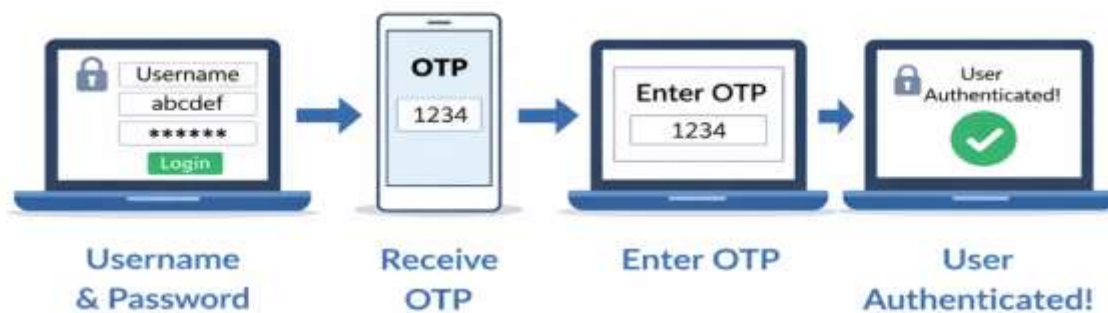 Username
abcdef
******
Login
OTP
1234
Enter OTP
1234
User
Authenticated!
Username
& Password
Receive
OTP
Enter OTP
User
Authenticated!